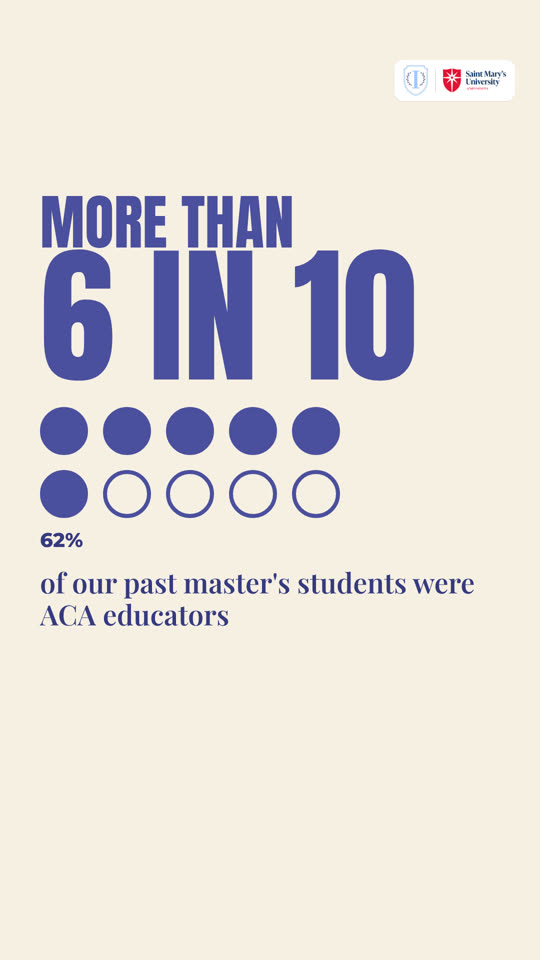 Saint Mary's
University
MORE THAN
6 IN 10
62%
of our past master's students were
ACA educators